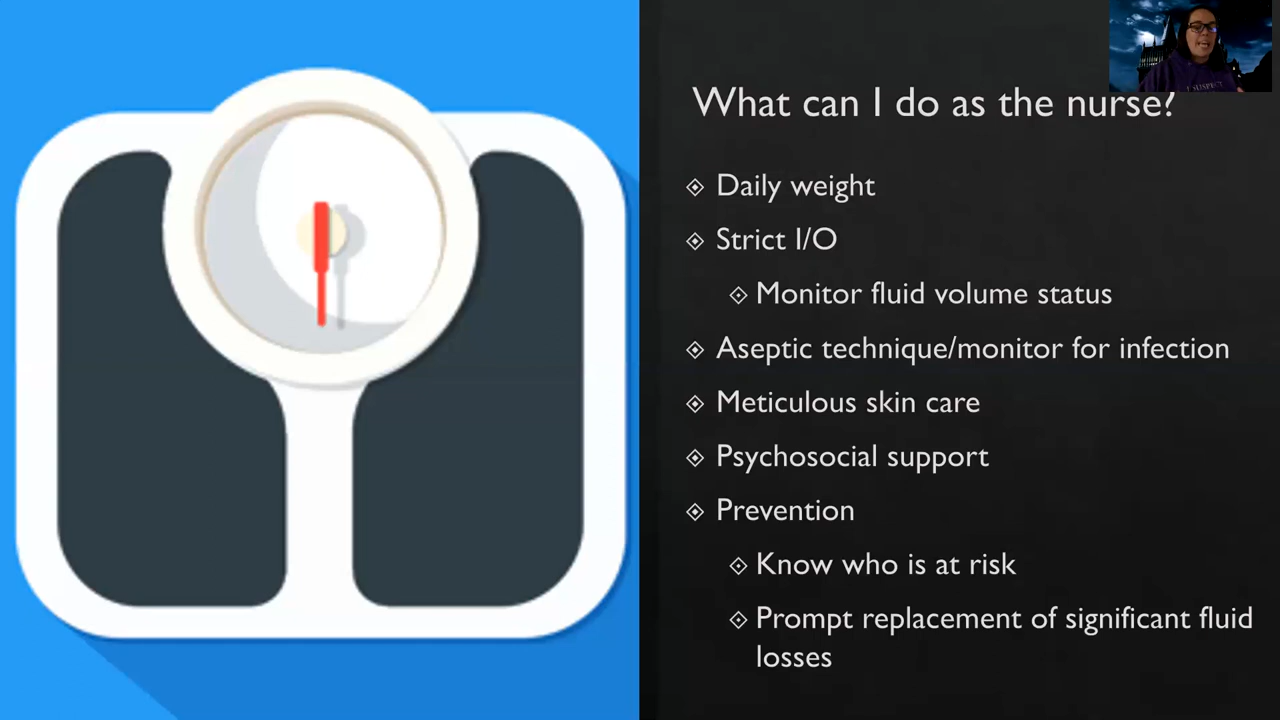 What can I do as the nurse?
Daily weight
Strict I/O
Monitor fluid volume status
Aseptic technique/monitor for infection
Meticulous skin care
Psychosocial support
Prevention
Know who is at risk
Prompt replacement of significant fluid
losses